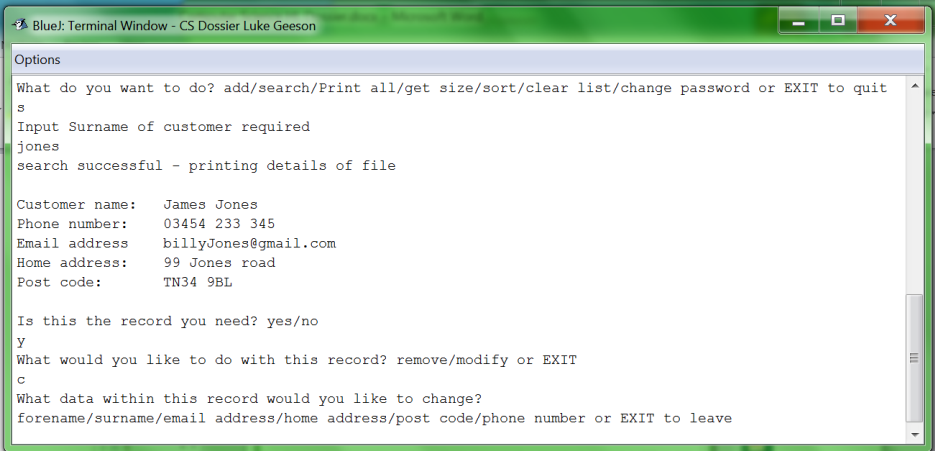 BlueJ: Terminal Window - CS Dossier Luke Geeson
Options
What do you want to do? add/search/Print all/get size/sort/clear list/change password or EXIT to quit
s
Input Surname of customer required
jones
search successful - printing details of file
Customer name: James Jones
Phone number: 03454 233 345
Email address billyJones@gmail.com
Home address: 99 Jones road
Post code: TN34 9BL
Is this the record you need? yes/no
y
What would you like to do with this record? remove/modify or EXIT
c
What data within this record would you like to change?
forename/surname/email address/home address/post code/phone number or EXIT to leave